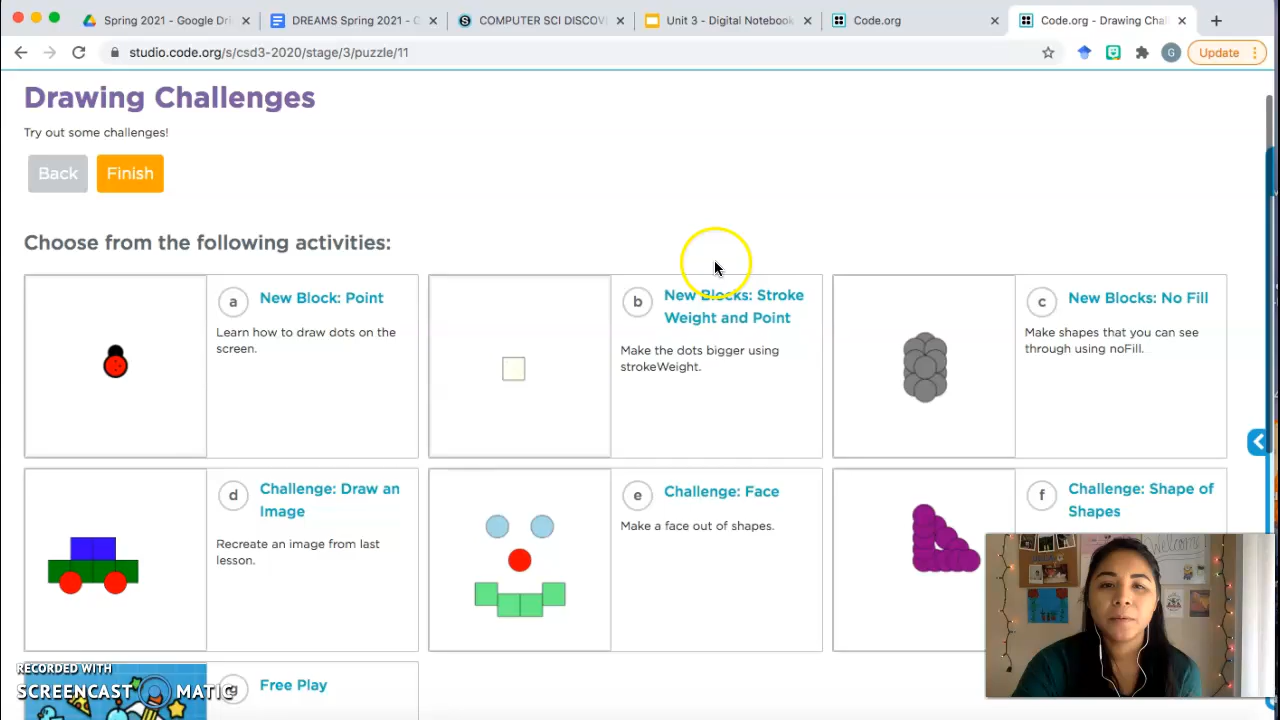 Spring 2021 - Google Dri
DREAMS Spring 2021 - G
COMPUTER SCI DISCOV
Unit 3 - Digital Notebook
Code.org
Code.org - Drawing Chal
studio.code.org/s/csd3-2020/stage/3/puzzle/11
G
Update
Drawing Challenges
Try out some challenges!
Back
Finish
Choose from the following activities:
a
New Block: Point
Learn how to draw dots on the
screen.
b
New Blocks: Stroke
Weight and Point
Make the dots bigger using
strokeWeight.
c
New Blocks: No Fill
Make shapes that you can see
through using noFill.
d
Challenge: Draw an
Image
Recreate an image from last
lesson.
e
Challenge: Face
Make a face out of shapes.
f
Challenge: Shape of
Shapes
Welcome
g
Free Play
RECORDED WITH
SCREENCAST MATIC